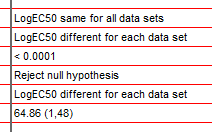 LogEC50 same for all data sets
LogEC50 different for each data set
< 0.0001
Reject null hypothesis
LogEC50 different for each data set
64.86 (1,48)